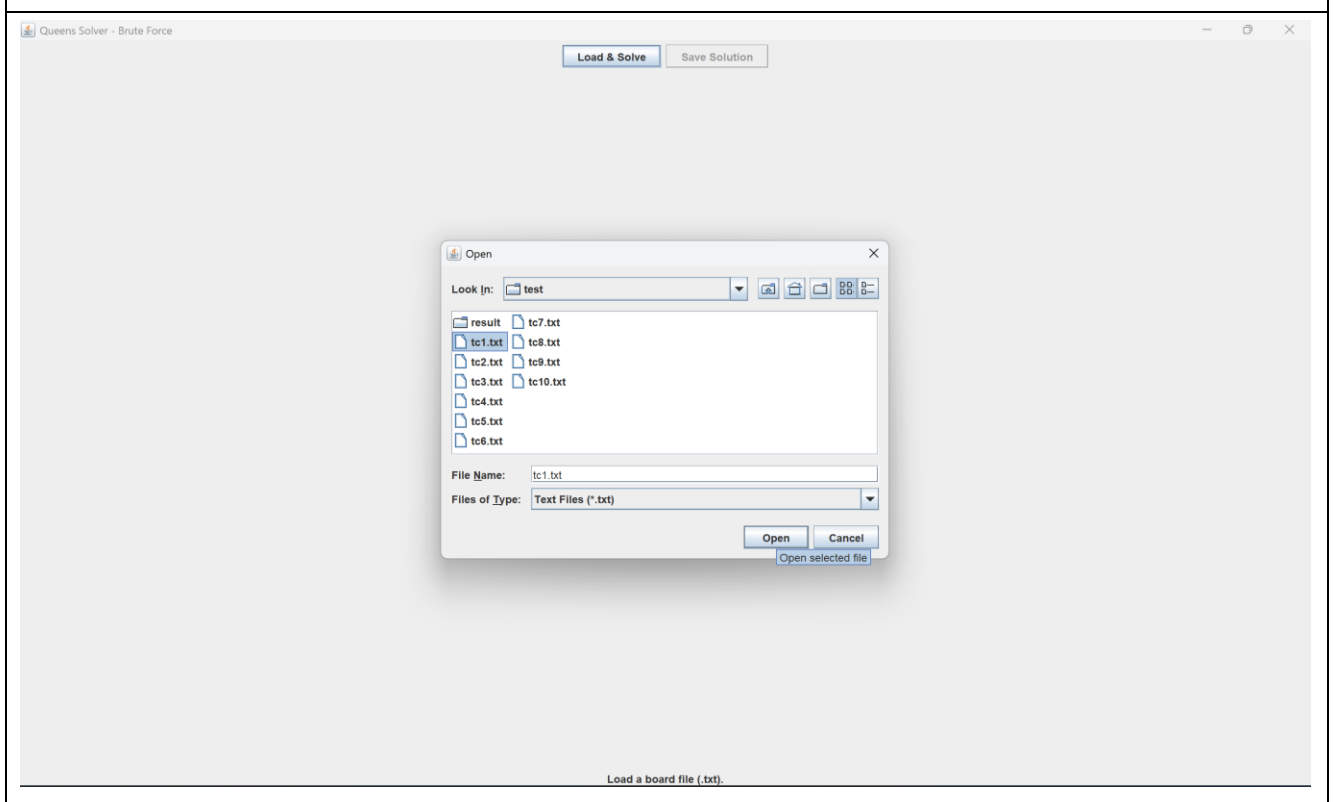 Queens Solver - Brute Force
Load & Solve Save Solution
Open
Look In: test
result tc7.txt
tc1.txt tc8.txt
tc2.txt tc9.txt
tc3.txt tc10.txt
tc4.txt
tc5.txt
tc6.txt
File Name: tc1.txt
Files of Type: Text Files (*.txt)
Open Cancel
Open selected file
Load a board file (.txt).